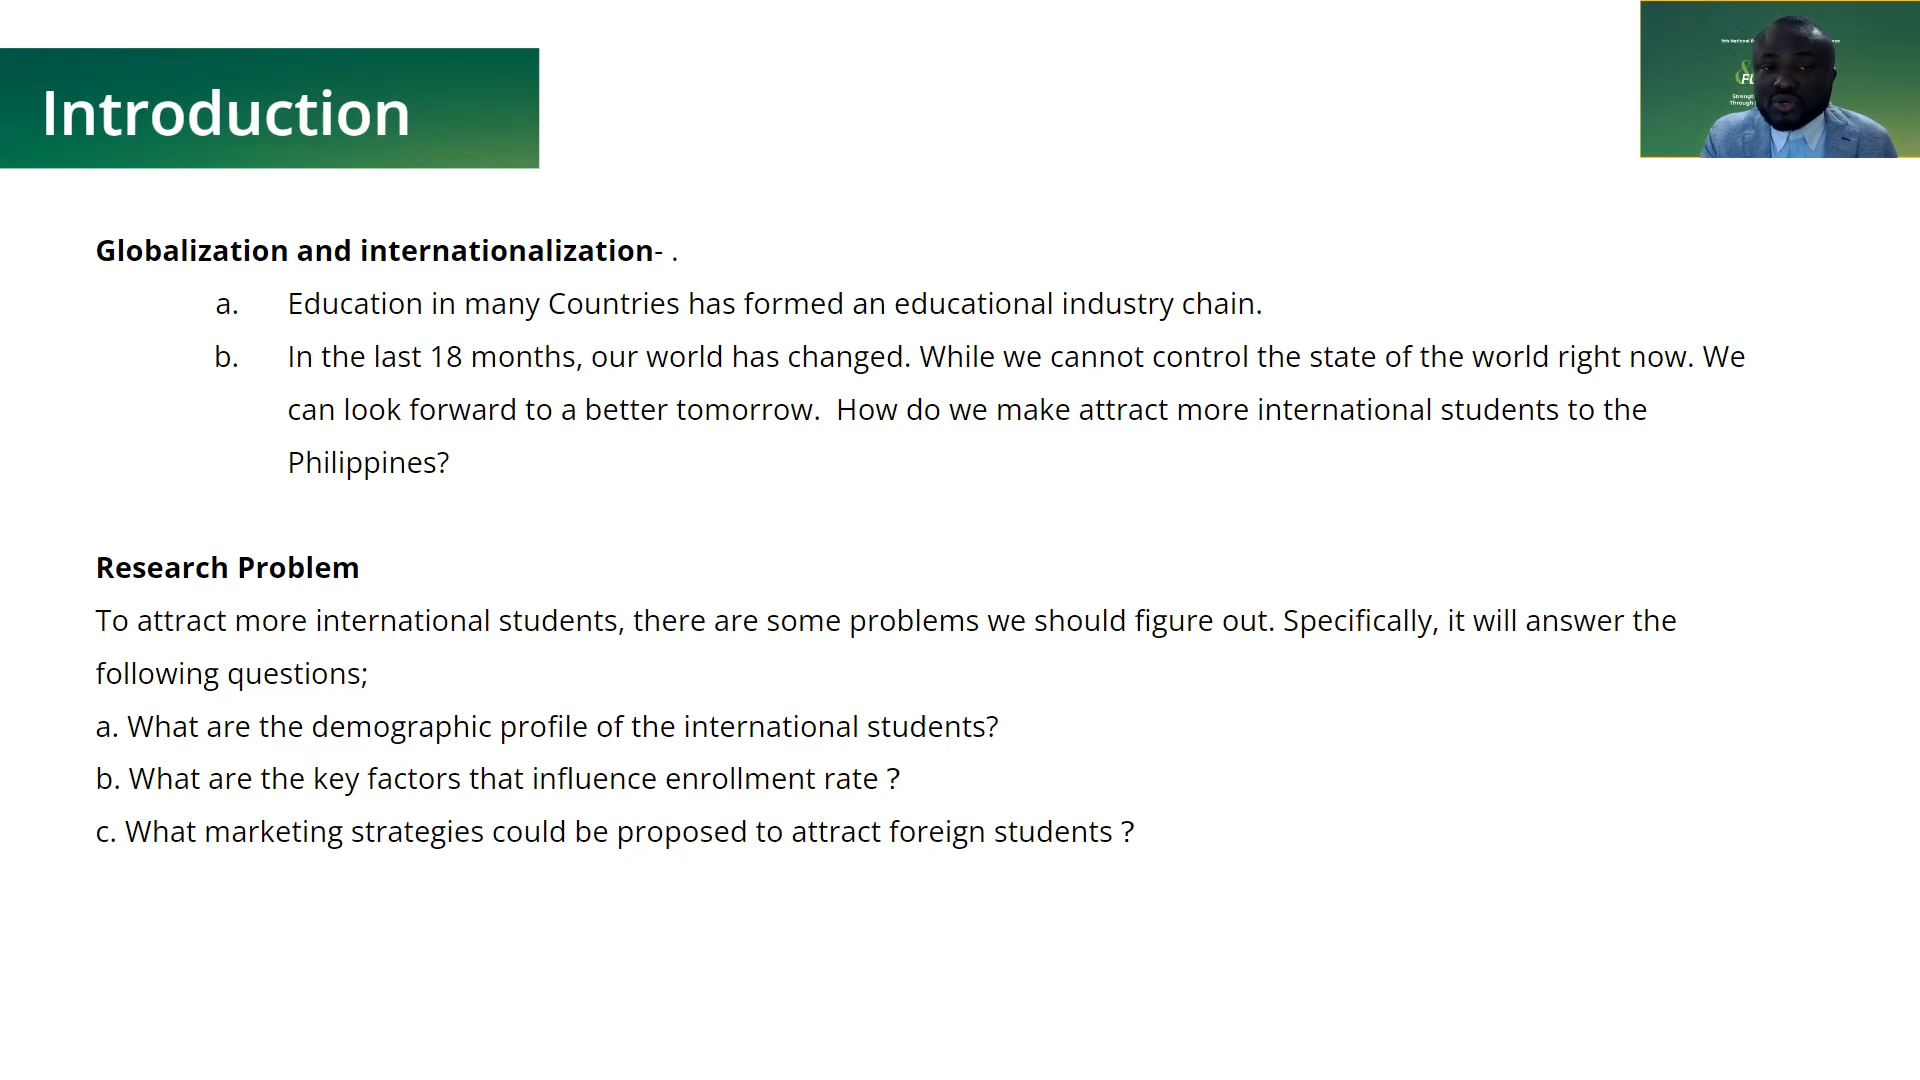 Introduction
9th National
FL
Through
Globalization and internationalization- .
a. Education in many Countries has formed an educational industry chain.
b. In the last 18 months, our world has changed. While we cannot control the state of the world right now. We
can look forward to a better tomorrow.  How do we make attract more international students to the
Philippines?
Research Problem
To attract more international students, there are some problems we should figure out. Specifically, it will answer the
following questions;
a. What are the demographic profile of the international students?
b. What are the key factors that influence enrollment rate ?
c. What marketing strategies could be proposed to attract foreign students ?